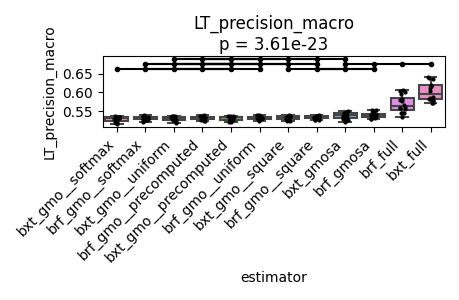 LT_precision_macro
p = 3.61e-23
LT_precision_macro
0.65
0.60
0.55
bxt_gmo__softmax
brf_gmo__softmax
bxt_gmo__uniform
brf_gmo__precomputed
bxt_gmo__precomputed
brf_gmo__uniform
bxt_gmo__square
brf_gmo__square
bxt_gmosa
brf_gmosa
brf_full
bxt_full
estimator